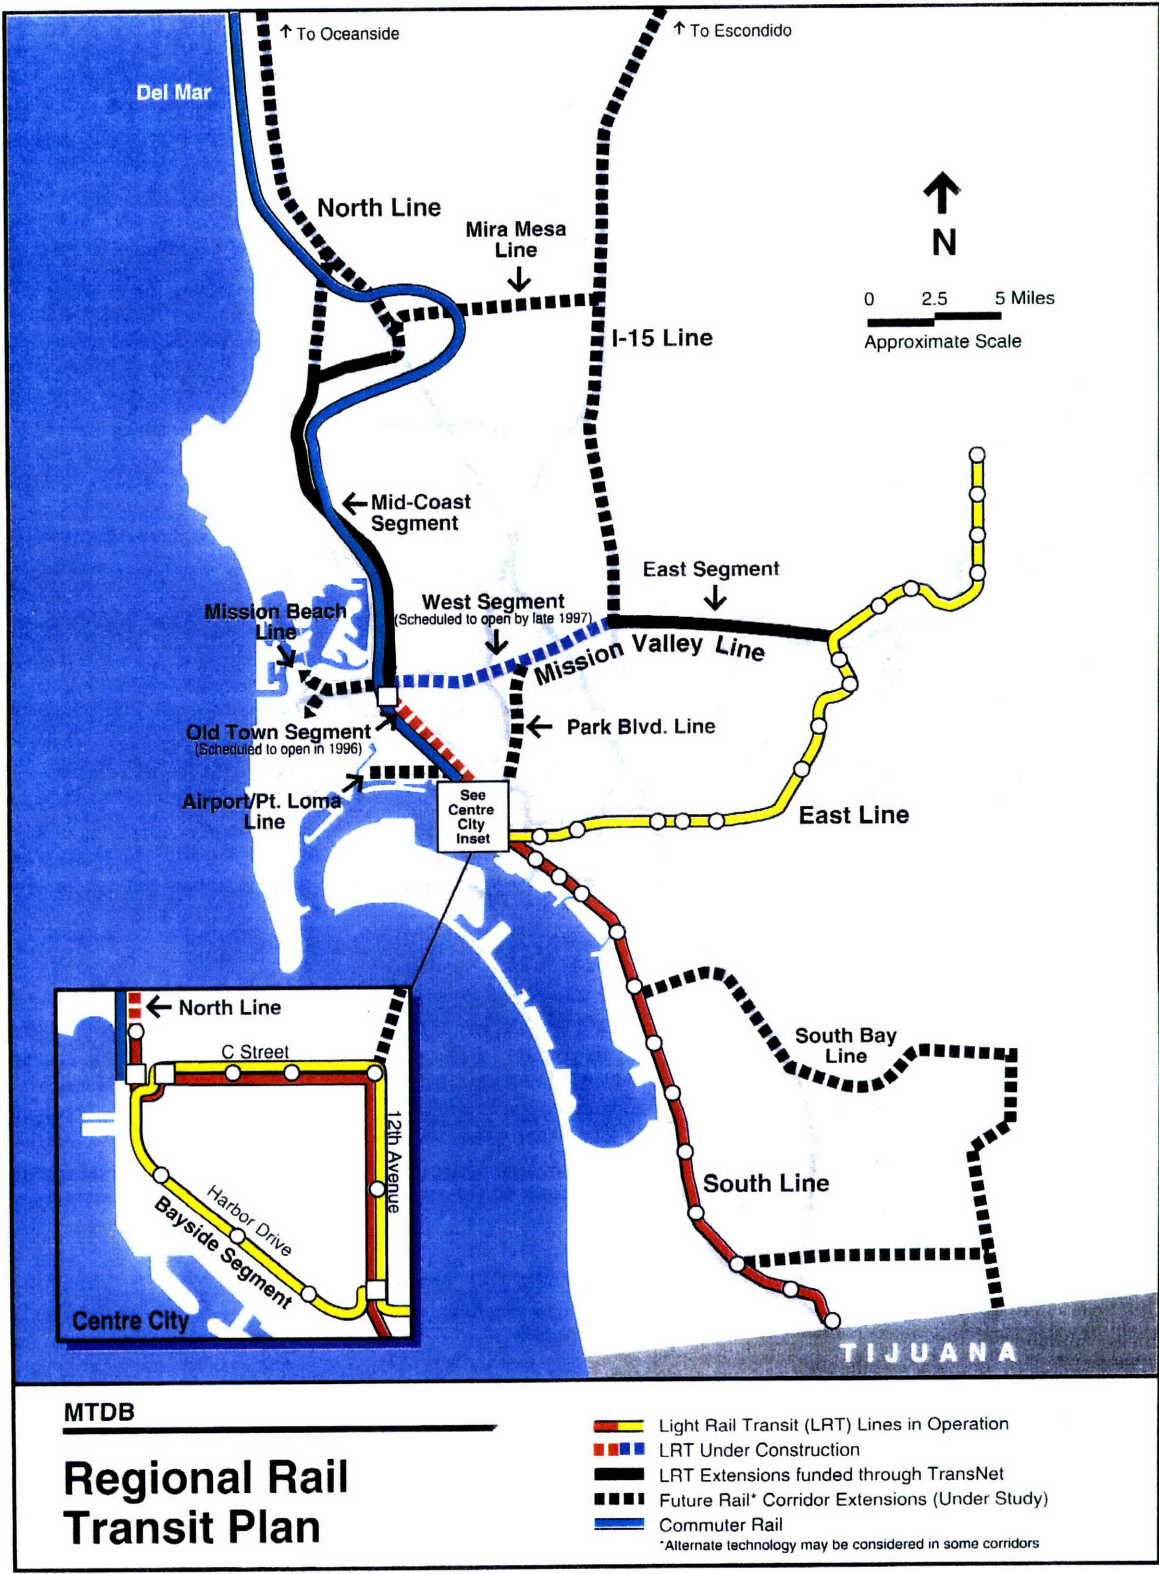 ↑ To Oceanside
↑ To Escondido
Del Mar
North Line
Mira Mesa
Line
N
0 2.5 5 Miles
Approximate Scale
I-15 Line
Mid-Coast
Segment
East Segment
West Segment
(Scheduled to open by late 1997)
Mission Beach
Line
Mission Valley Line
Old Town Segment
(Scheduled to open in 1996)
Park Blvd. Line
Airport/Pt. Loma
Line
See
Centre
City
Inset
East Line
North Line
C Street
12th Avenue
Harbor Drive
Bayside Segment
Centre City
South Bay
Line
South Line
TIJUANA
MTDB
Regional Rail
Transit Plan
Light Rail Transit (LRT) Lines in Operation
LRT Under Construction
LRT Extensions funded through TransNet
Future Rail* Corridor Extensions (Under Study)
Commuter Rail
*Alternate technology may be considered in some corridors